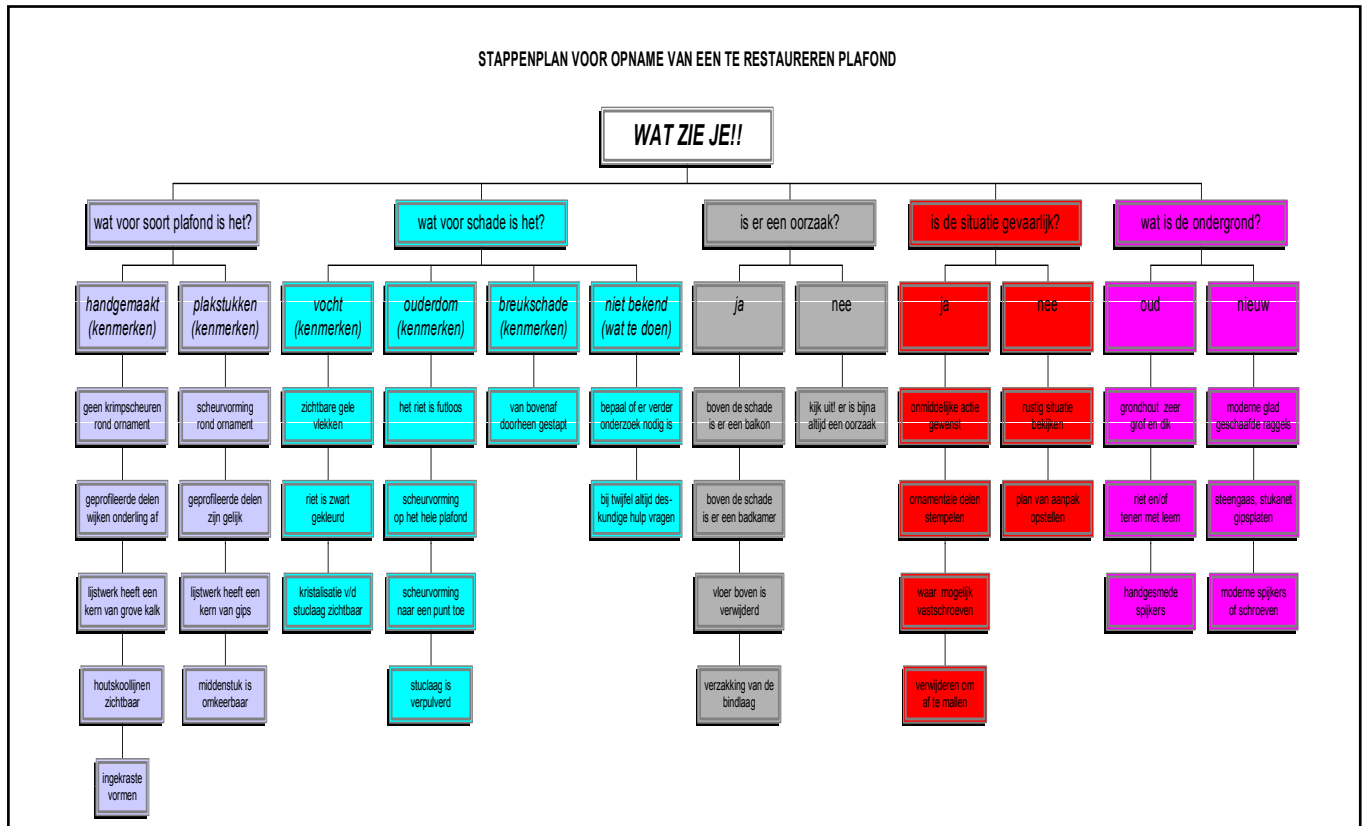 STAPPENPLAN VOOR OPNAME VAN EEN TE RESTAUREREN PLAFOND
WAT ZIE JE!!
wat voor soort plafond is het?
wat voor schade is het?
is er een oorzaak?
is de situatie gevaarlijk?
wat is de ondergrond?
handgemaakt
(kenmerken)
plakstukken
(kenmerken)
vocht
(kenmerken)
ouderdom
(kenmerken)
breukschade
(kenmerken)
niet bekend
(wat te doen)
ja
nee
ja
nee
oud
nieuw
geen krimpscheuren
rond ornament
scheurvorming
rond ornament
zichtbare gele
vlekken
het riet is futloos
van bovenaf
doorheen gestapt
bepaal of er verder
onderzoek nodig is
boven de schade
is er een balkon
kijk uit! er is bijna
altijd een oorzaak
onmiddelijke actie
gewenst
rustig situatie
bekijken
grondhout zeer
grof en dik
moderne glad
geschaafde raggels
geprofileerde delen
wijken onderling af
geprofileerde delen
zijn gelijk
riet is zwart
gekleurd
scheurvorming
op het hele plafond
bij twijfel altijd des-
kundige hulp vragen
boven de schade
is er een badkamer
ornamentale delen
stempelen
plan van aanpak
opstellen
riet en/of
tenen met leem
steengaas, stukanet
gipsplaten
lijstwerk heeft een
kern van grove kalk
lijstwerk heeft een
kern van gips
kristalisatie v/d
stuclaag zichtbaar
scheurvorming
naar een punt toe
vloer boven is
verwijderd
waar mogelijk
vastschroeven
handgesmede
spijkers
moderne spijkers
of schroeven
houtskoollijnen
zichtbaar
middenstuk is
omkeerbaar
stuclaag is
verpulverd
verzakking van de
bindlaag
verwijderen om
af te mallen
ingekraste
vormen